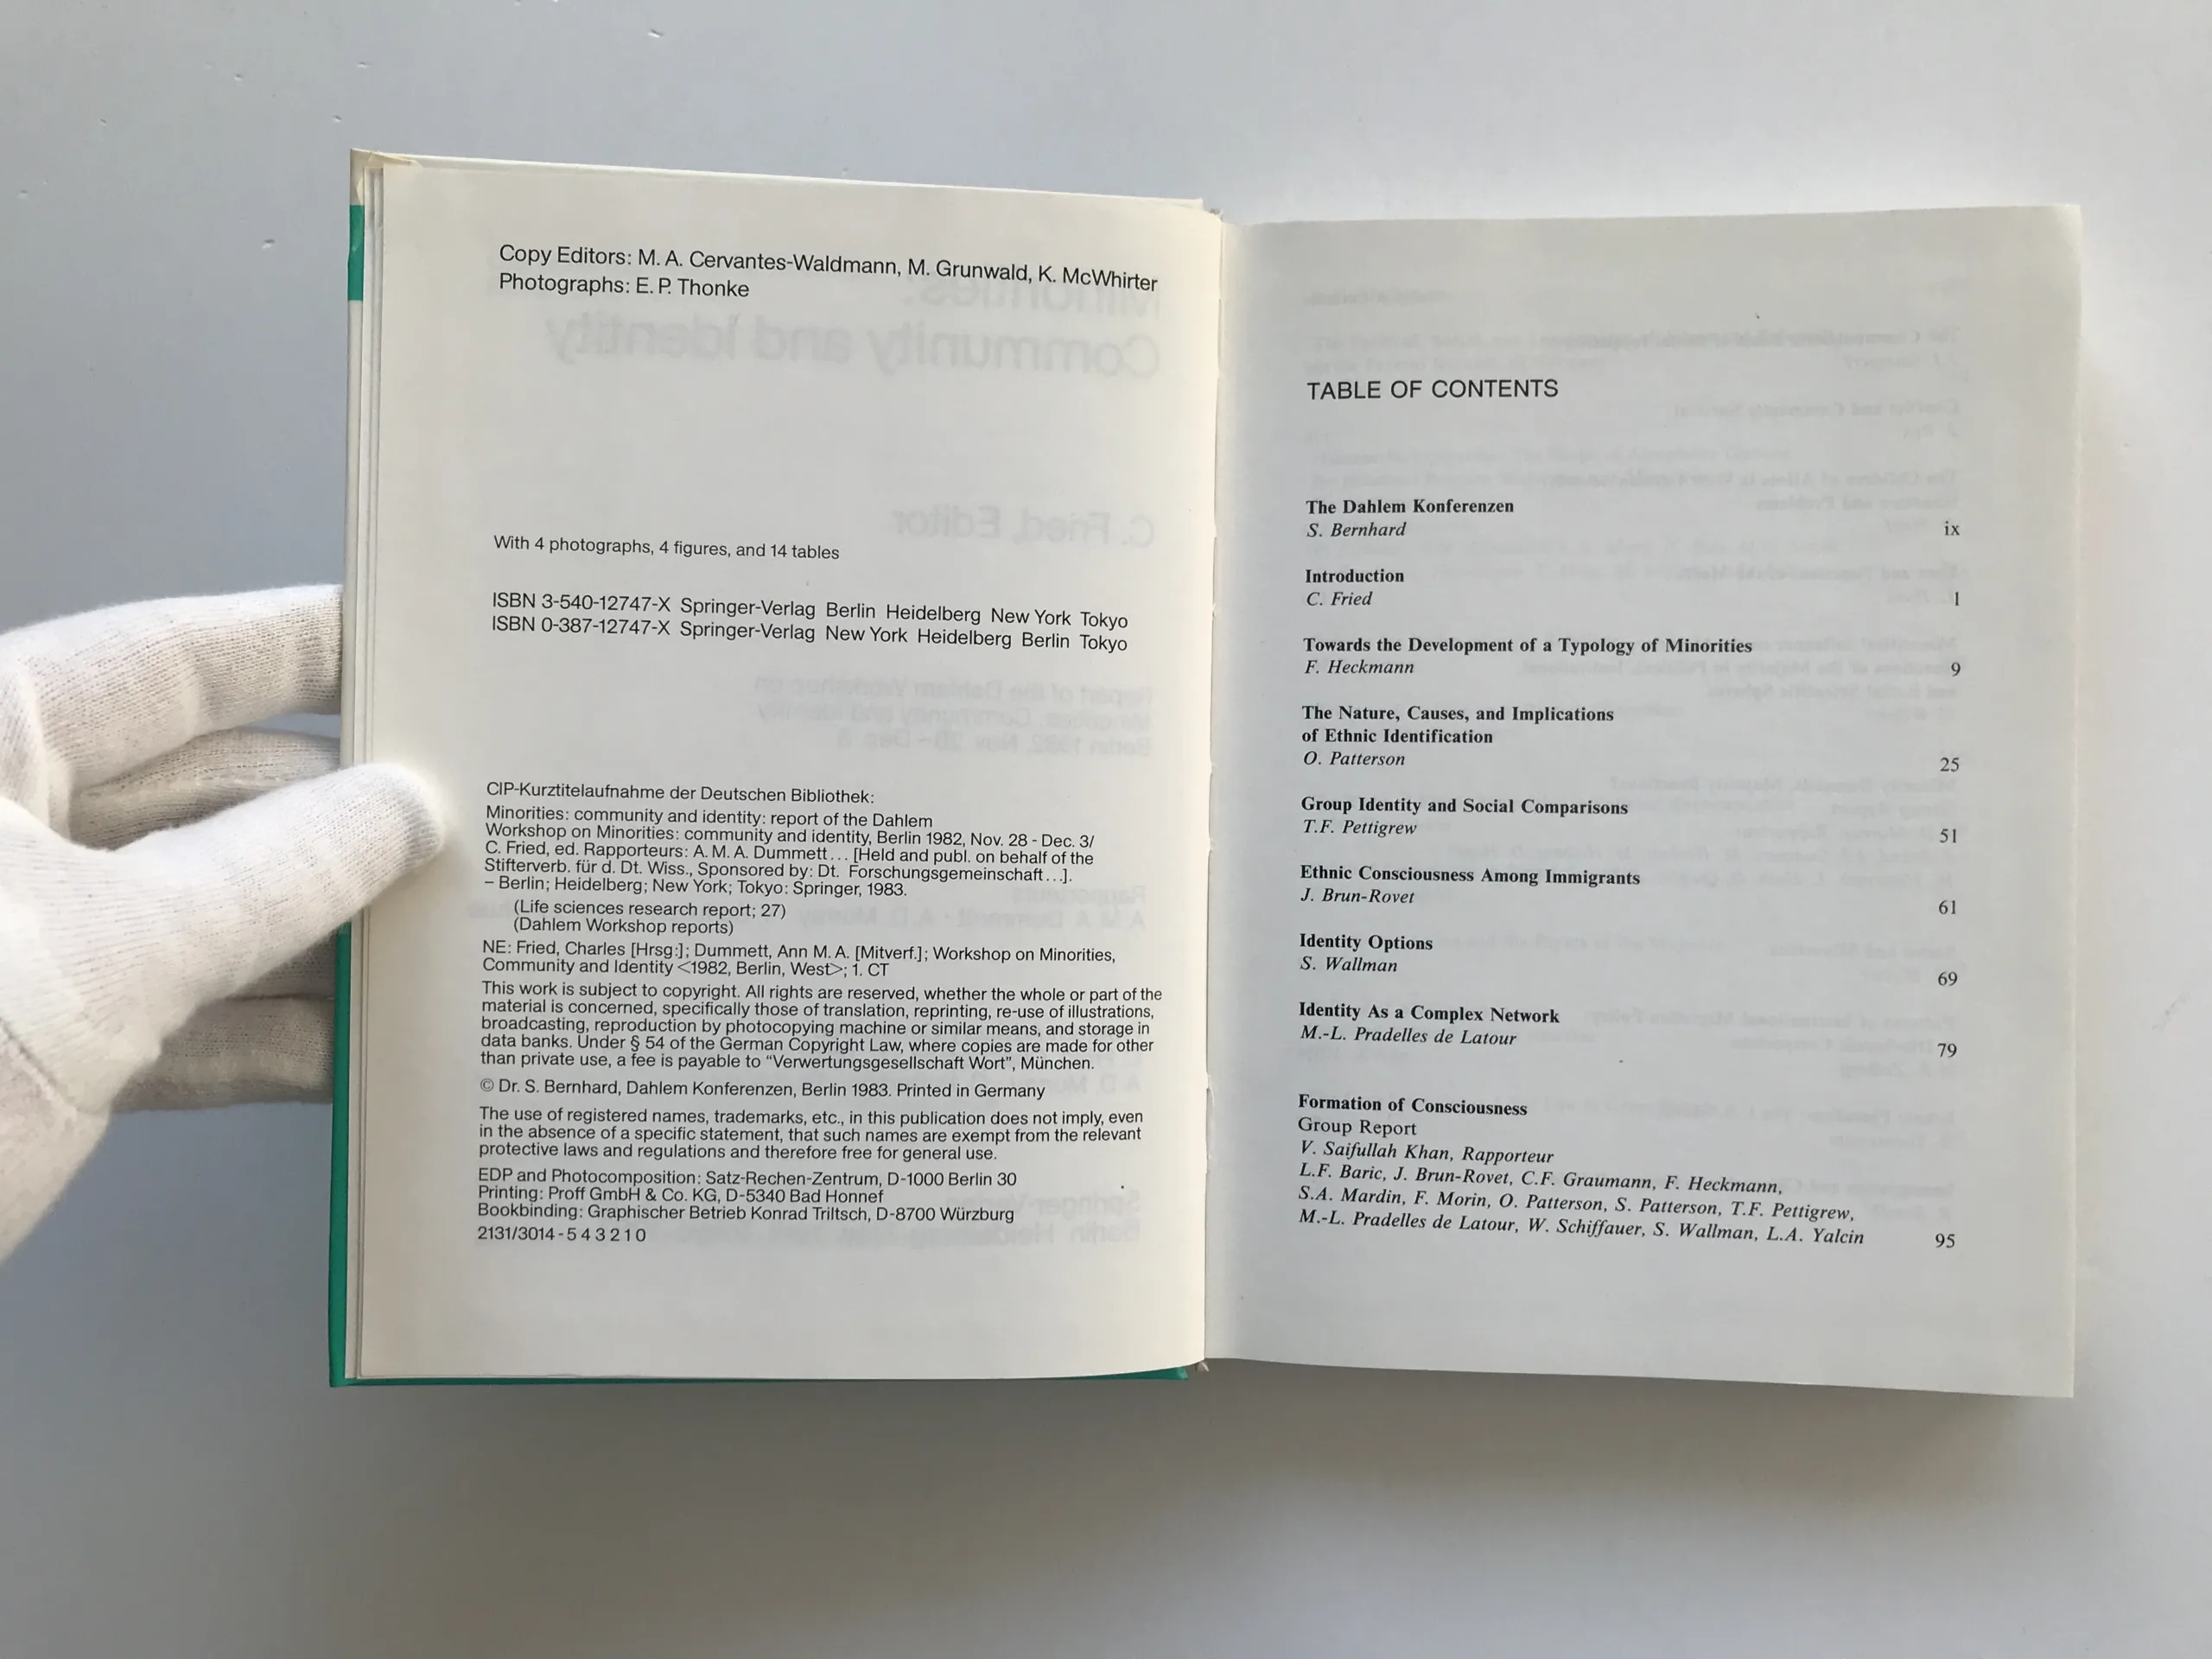 Copy Editors: M. A. Cervantes-Waldmann, M. Grunwald, K. McWhirter
Photographs: E. P. Thonke
With 4 photographs, 4 figures, and 14 tables
ISBN 3-540-12747-X Springer-Verlag Berlin Heidelberg New York Tokyo
ISBN 0-387-12747-X Springer-Verlag New York Heidelberg Berlin Tokyo
CIP-Kurztitelaufnahme der Deutschen Bibliothek:
Minorities: community and identity: report of the Dahlem
Workshop on Minorities: community and identity, Berlin 1982, Nov. 28 - Dec. 3/
C. Fried, ed. Rapporteurs: A. M. A. Dummett ... [Held and publ. on behalf of the
Stifterverb. für d. Dt. Wiss., Sponsored by: Dt. Forschungsgemeinschaft ...].
– Berlin; Heidelberg; New York; Tokyo: Springer, 1983.
(Life sciences research report; 27)
(Dahlem Workshop reports)
NE: Fried, Charles [Hrsg.]; Dummett, Ann M. A. [Mitverf.]; Workshop on Minorities,
Community and Identity <1982, Berlin, West>; 1. CT
This work is subject to copyright. All rights are reserved, whether the whole or part of the
material is concerned, specifically those of translation, reprinting, re-use of illustrations,
broadcasting, reproduction by photocopying machine or similar means, and storage in
data banks. Under § 54 of the German Copyright Law, where copies are made for other
than private use, a fee is payable to “Verwertungsgesellschaft Wort”, München.
© Dr. S. Bernhard, Dahlem Konferenzen, Berlin 1983. Printed in Germany
The use of registered names, trademarks, etc., in this publication does not imply, even
in the absence of a specific statement, that such names are exempt from the relevant
protective laws and regulations and therefore free for general use.
EDP and Photocomposition: Satz-Rechen-Zentrum, D-1000 Berlin 30
Printing: Proff GmbH & Co. KG, D-5340 Bad Honnef
Bookbinding: Graphischer Betrieb Konrad Triltsch, D-8700 Würzburg
2131/3014 - 5 4 3 2 1 0
TABLE OF CONTENTS
The Dahlem Konferenzen
S. Bernhard ix
Introduction
C. Fried 1
Towards the Development of a Typology of Minorities
F. Heckmann 9
The Nature, Causes, and Implications
of Ethnic Identification
O. Patterson 25
Group Identity and Social Comparisons
T.F. Pettigrew 51
Ethnic Consciousness Among Immigrants
J. Brun-Rovet 61
Identity Options
S. Wallman 69
Identity As a Complex Network
M.-L. Pradelles de Latour 79
Formation of Consciousness
Group Report
V. Saifullah Khan, Rapporteur
L.F. Baric, J. Brun-Rovet, C.F. Graumann, F. Heckmann,
S.A. Mardin, F. Morin, O. Patterson, S. Patterson, T.F. Pettigrew,
M.-L. Pradelles de Latour, W. Schiffauer, S. Wallman, L.A. Yalcin 95